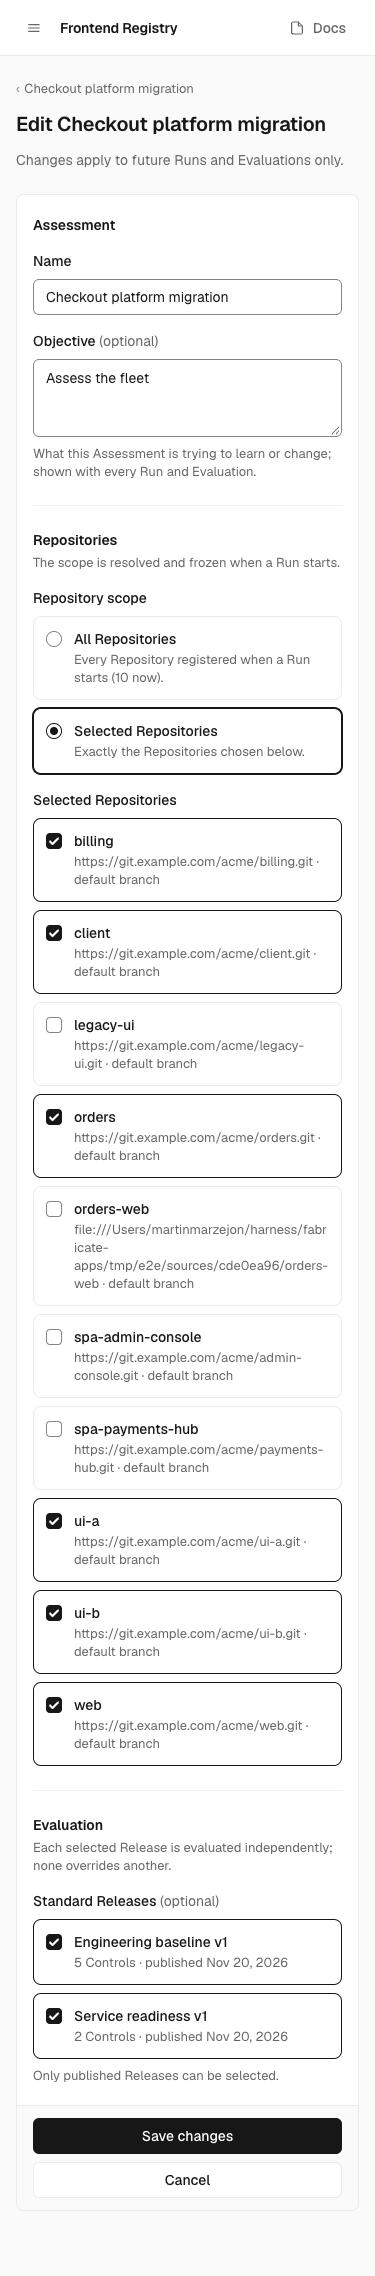 Frontend Registry
Docs
‹ Checkout platform migration
Edit Checkout platform migration
Changes apply to future Runs and Evaluations only.
Assessment
Name
Checkout platform migration
Objective (optional)
Assess the fleet
What this Assessment is trying to learn or change;
shown with every Run and Evaluation.
Repositories
The scope is resolved and frozen when a Run starts.
Repository scope
All Repositories
Every Repository registered when a Run
starts (10 now).
Selected Repositories
Exactly the Repositories chosen below.
Selected Repositories
billing
https://git.example.com/acme/billing.git ·
default branch
client
https://git.example.com/acme/client.git ·
default branch
legacy-ui
https://git.example.com/acme/legacy-
ui.git · default branch
orders
https://git.example.com/acme/orders.git ·
default branch
orders-web
file:///Users/martinmarzejon/harness/fabr
icate-
apps/tmp/e2e/sources/cde0ea96/orders-
web · default branch
spa-admin-console
https://git.example.com/acme/admin-
console.git · default branch
spa-payments-hub
https://git.example.com/acme/payments-
hub.git · default branch
ui-a
https://git.example.com/acme/ui-a.git ·
default branch
ui-b
https://git.example.com/acme/ui-b.git ·
default branch
web
https://git.example.com/acme/web.git ·
default branch
Evaluation
Each selected Release is evaluated independently;
none overrides another.
Standard Releases (optional)
Engineering baseline v1
5 Controls · published Nov 20, 2026
Service readiness v1
2 Controls · published Nov 20, 2026
Only published Releases can be selected.
Save changes
Cancel